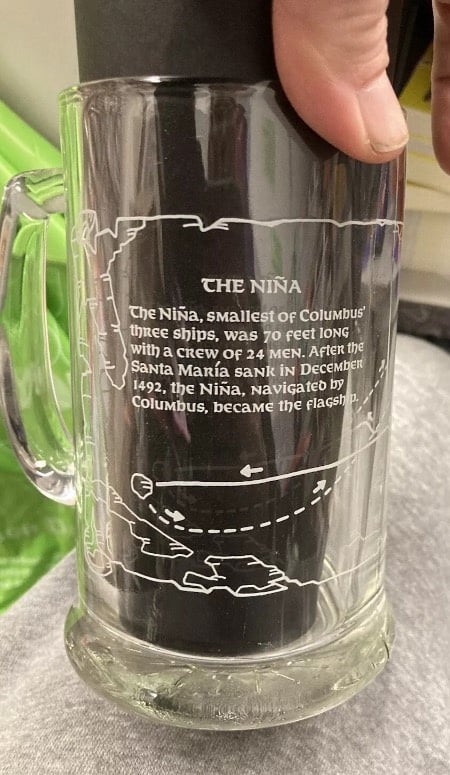 THE NIÑA
The Niña, smallest of Columbus'
three ships, was 70 feet long
with a crew of 24 men. After the
Santa María sank in December
1492, the Niña, navigated by
Columbus, became the flagship.